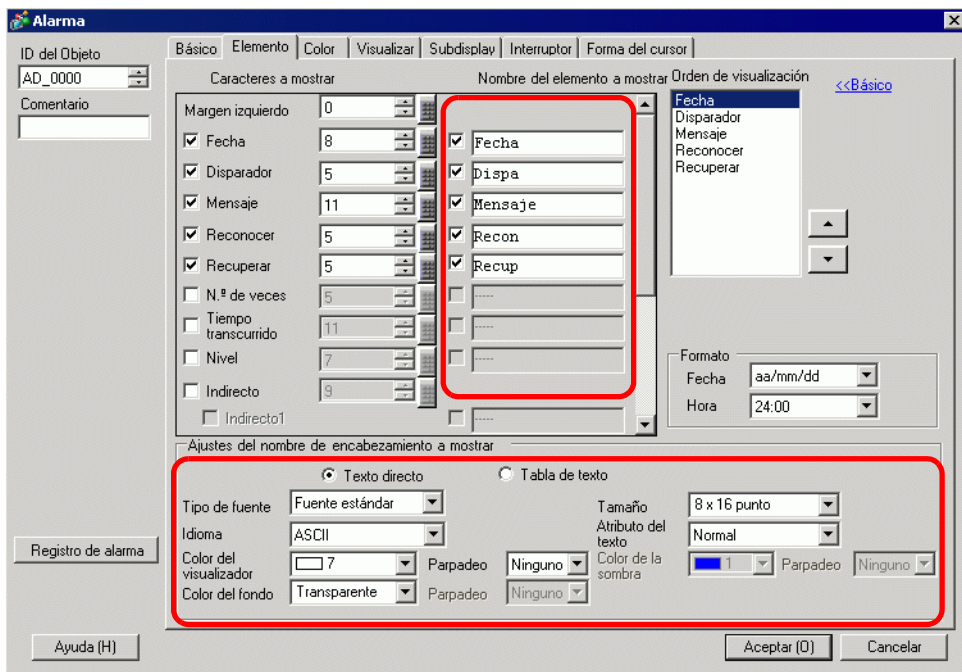 Alarma
ID del Objeto
AD_0000
Comentario
Básico Elemento Color Visualizar Subdisplay Interruptor Forma del cursor
Caracteres a mostrar Nombre del elemento a mostrar Orden de visualización
<<Básico
Margen izquierdo 0
Fecha 8 Fecha
Disparador 5 Dispa
Mensaje 11 Mensaje
Reconocer 5 Recon
Recuperar 5 Recup
N.º de veces 5 -----
Tiempo transcurrido 11 -----
Nivel 7 -----
Indirecto 9
Indirecto1 -----
Fecha
Disparador
Mensaje
Reconocer
Recuperar
Formato
Fecha aa/mm/dd
Hora 24:00
Ajustes del nombre de encabezamiento a mostrar
Texto directo Tabla de texto
Tipo de fuente Fuente estándar Tamaño 8 x 16 punto
Idioma ASCII Atributo del texto Normal
Color del visualizador 7 Parpadeo Ninguno Color de la sombra 1 Parpadeo Ninguno
Color del fondo Transparente Parpadeo Ninguno
Registro de alarma
Ayuda (H) Aceptar (O) Cancelar